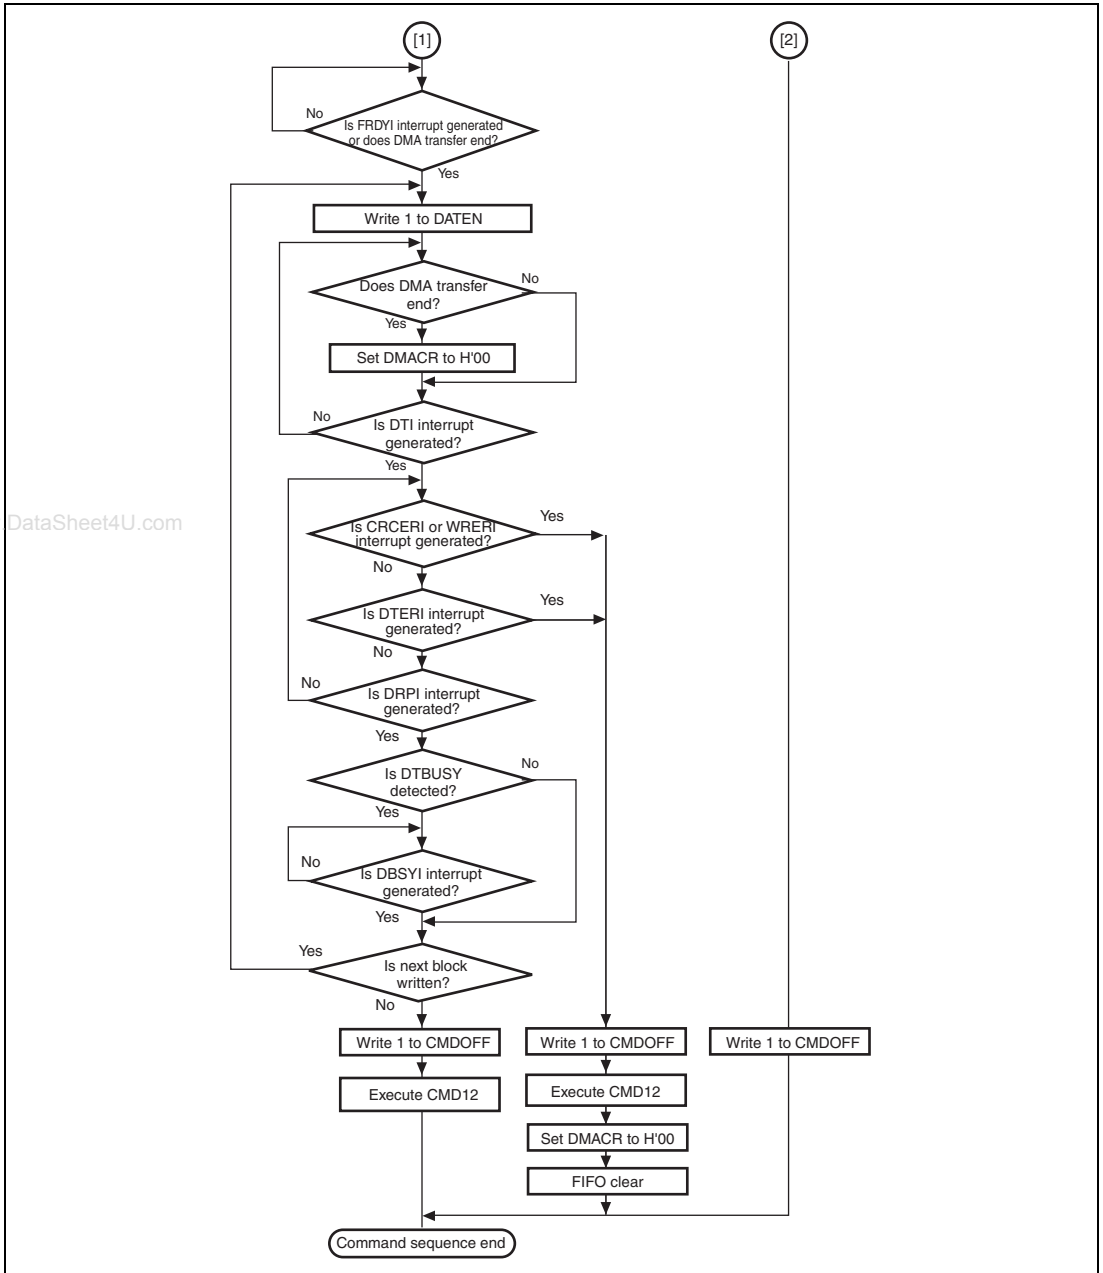 [1]
[2]
No
Is FRDYI interrupt generated
or does DMA transfer end?
Yes
Write 1 to DATEN
Does DMA transfer
end?
No
Yes
Set DMACR to H'00
No
Is DTI interrupt
generated?
Yes
DataSheet4U.com
Is CRCERI or WRERI
interrupt generated?
Yes
No
Is DTERI interrupt
generated?
Yes
No
No
Is DRPI interrupt
generated?
Yes
Is DTBUSY
detected?
No
Yes
No
Is DBSYI interrupt
generated?
Yes
Yes
Is next block
written?
No
Write 1 to CMDOFF
Write 1 to CMDOFF
Write 1 to CMDOFF
Execute CMD12
Execute CMD12
Set DMACR to H'00
FIFO clear
Command sequence end